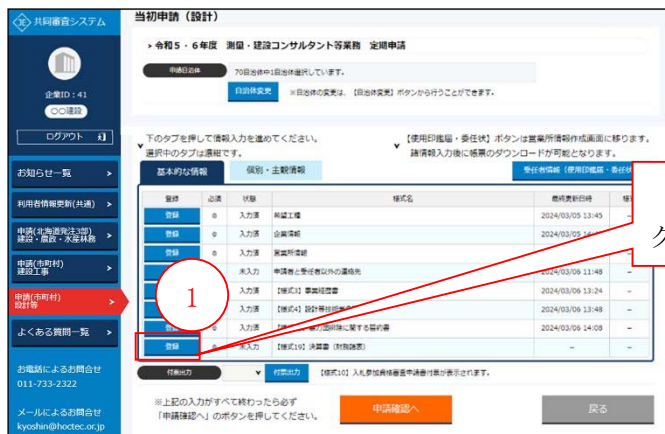 共同審査システム
企業ID：41
〇〇建設
ログアウト
お知らせ一覧 >
利用者情報更新(共通) >
申請(北海道発注3部)
建設・農政・水産林務 >
申請(市町村)
建設工事 >
申請(市町村)
設計等 >
よくある質問一覧 >
お電話によるお問合せ
011-733-2322
メールによるお問合せ
kyoshin@hoctec.or.jp
当初申請（設計）
> 令和５・６年度 測量・建設コンサルタント等業務 定期申請
申請自治体
70自治体中1自治体選択しています。
自治体変更
※自治体の変更は、【自治体変更】ボタンから行うことができます。
下のタブを押して情報入力を進めてください。
選択中のタブは濃紺です。
【使用印鑑届・委任状】ボタンは営業所情報作成画面に移ります。
諸情報入力後に帳票のダウンロードが可能となります。
基本的な情報
個別・主観情報
受任者情報（使用印鑑届・委任状
登録 必須 状態 様式名 最終更新日時
登録 入力済 希望工種 2024/03/05 13:45 –
登録 入力済 企業情報 2024/03/05
登録 入力済 営業所情報
未入力 申請者と受任者以外の連絡先 2024/03/06 11:48 –
入力済 【様式3】事業経歴書 2024/03/06 13:24 –
入力済 【様式4】設計等 2024/03/06 13:48 –
入力済 に関する誓約書 2024/03/06 14:08 –
登録 未入力 【様式19】決算書（財務諸表） – –
1
ク
付票出力
付票出力
【様式10】入札参加資格審査申請書付票が表示されます。
※上記の入力がすべて終わったら必ず
「申請確認へ」のボタンを押してください。
申請確認へ
戻る